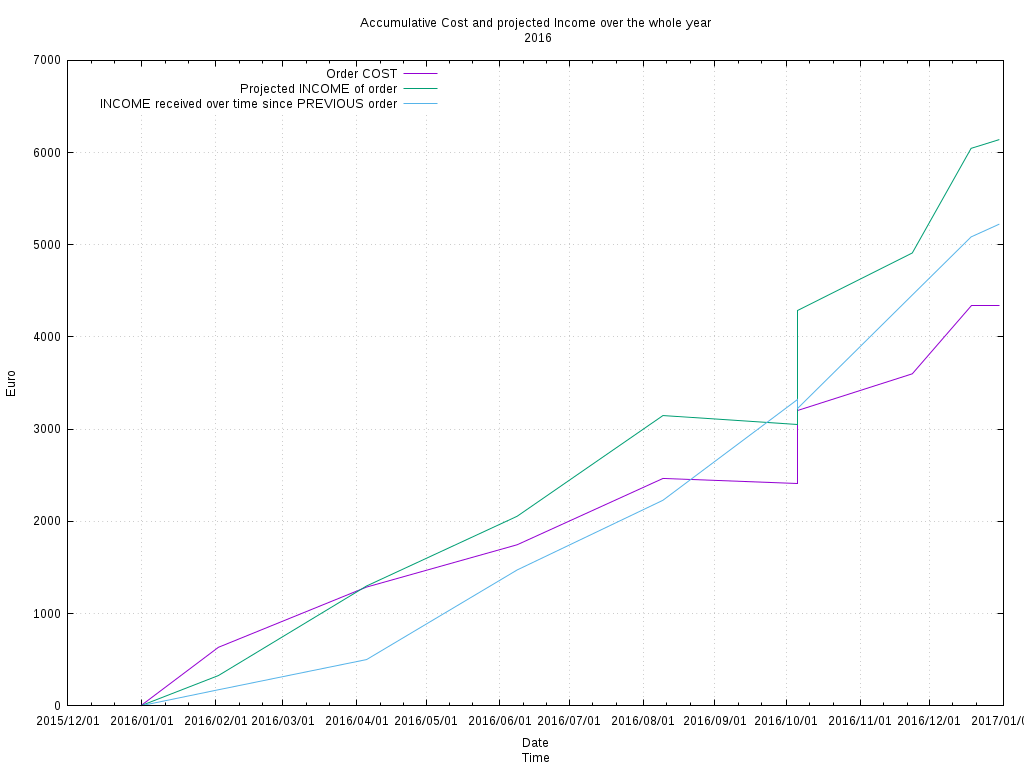 Accumulative Cost and projected Income over the whole year
2016
Order COST
Projected INCOME of order
INCOME received over time since PREVIOUS order
7000
6000
5000
4000
3000
2000
1000
0
Euro
2015/12/01 2016/01/01 2016/02/01 2016/03/01 2016/04/01 2016/05/01 2016/06/01 2016/07/01 2016/08/01 2016/09/01 2016/10/01 2016/11/01 2016/12/01 2017/01/0
Date
Time